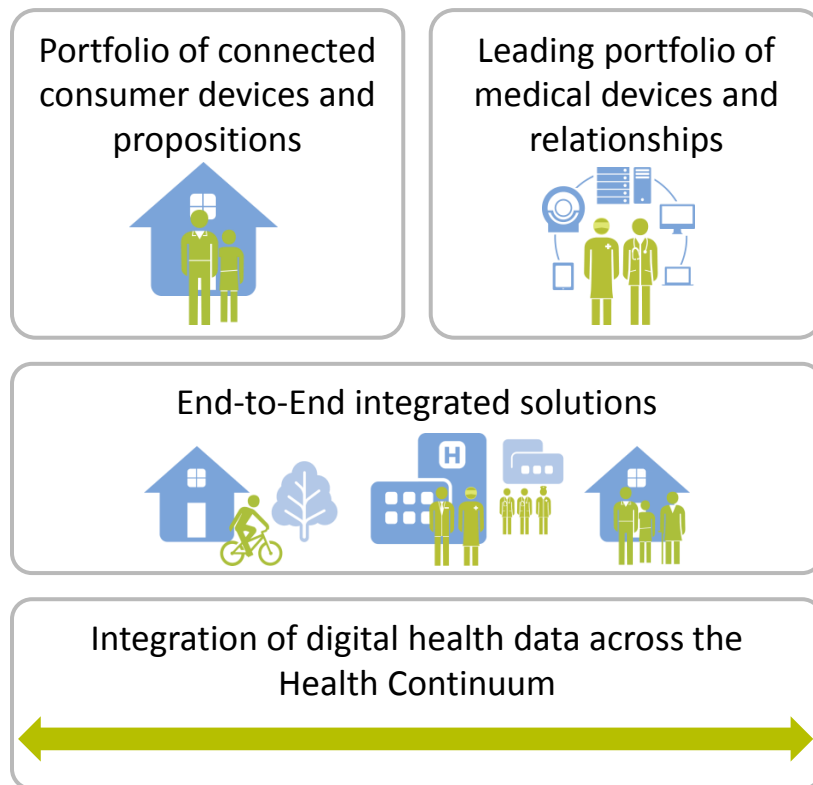 Portfolio of connected
consumer devices and
propositions
Leading portfolio of
medical devices and
relationships
End-to-End integrated solutions
H
Integration of digital health data across the
Health Continuum